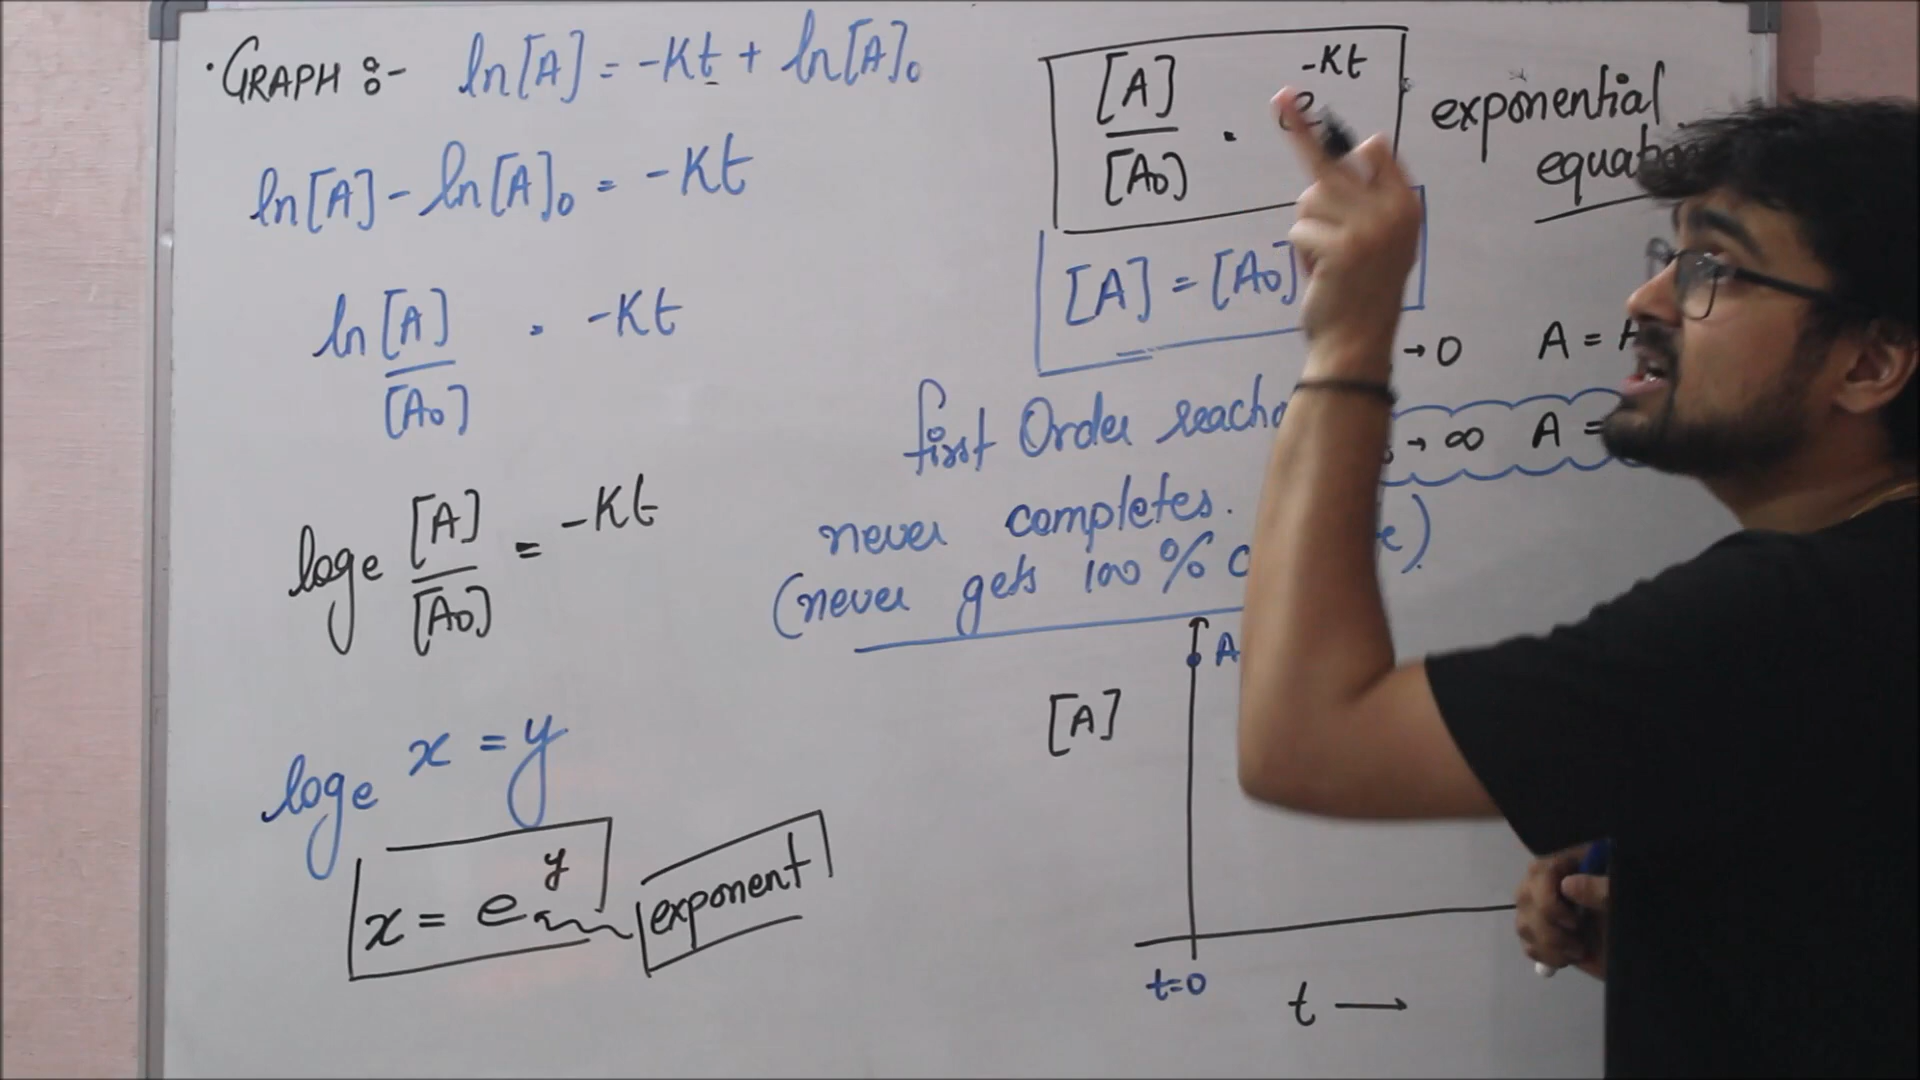 · GRAPH :- ln[A] = -Kt + ln[A]₀
ln[A] - ln[A]₀ = -Kt
ln [A]/[A₀] = -Kt
logₑ [A]/[A₀] = -Kt
logₑ x = y
x = e^y
exponent
[A]/[A₀] = e^-Kt
exponential
[A] = [A₀]
→ 0 A =
→ ∞ A =
first Order
never completes.
(never gets 100 %
A
[A]
t=0
t →